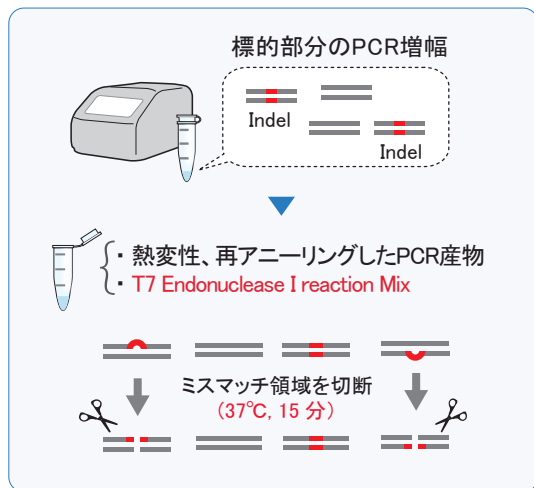 標的部分のPCR増幅
Indel
Indel
・ 熱変性、再アニーリングしたPCR産物
・ T7 Endonuclease I reaction Mix
ミスマッチ領域を切断
(37℃, 15 分)